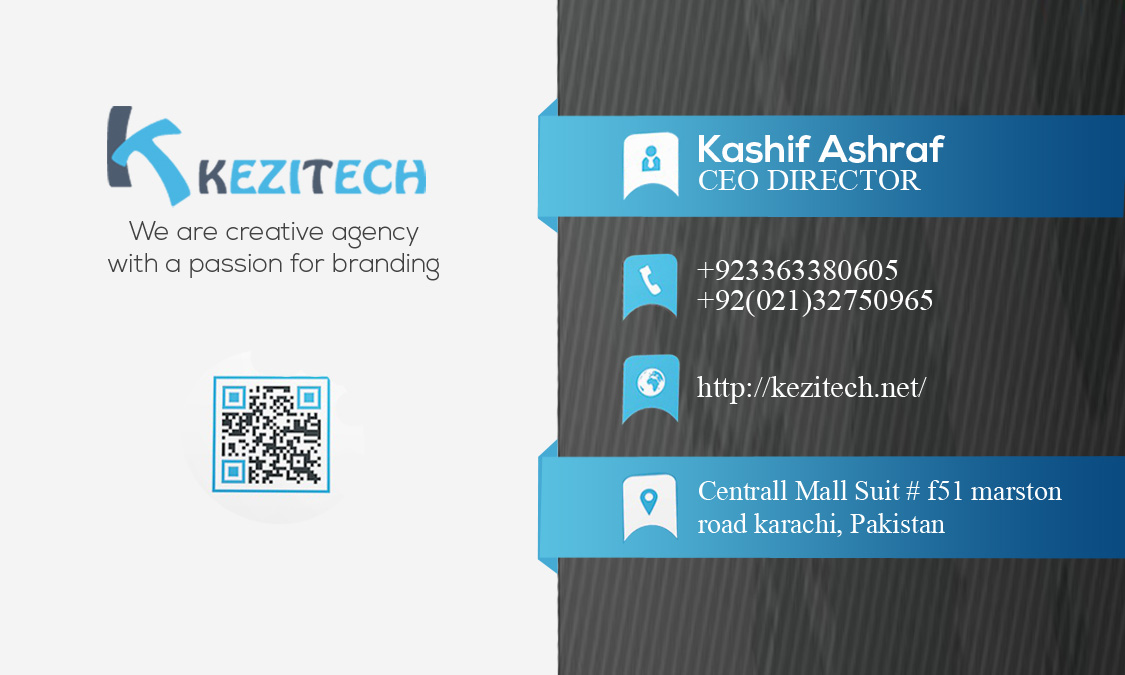 KEZITECH
We are creative agency
with a passion for branding
Kashif Ashraf
CEO DIRECTOR
+923363380605
+92(021)32750965
http://kezitech.net/
Centrall Mall Suit # f51 marston
road karachi, Pakistan